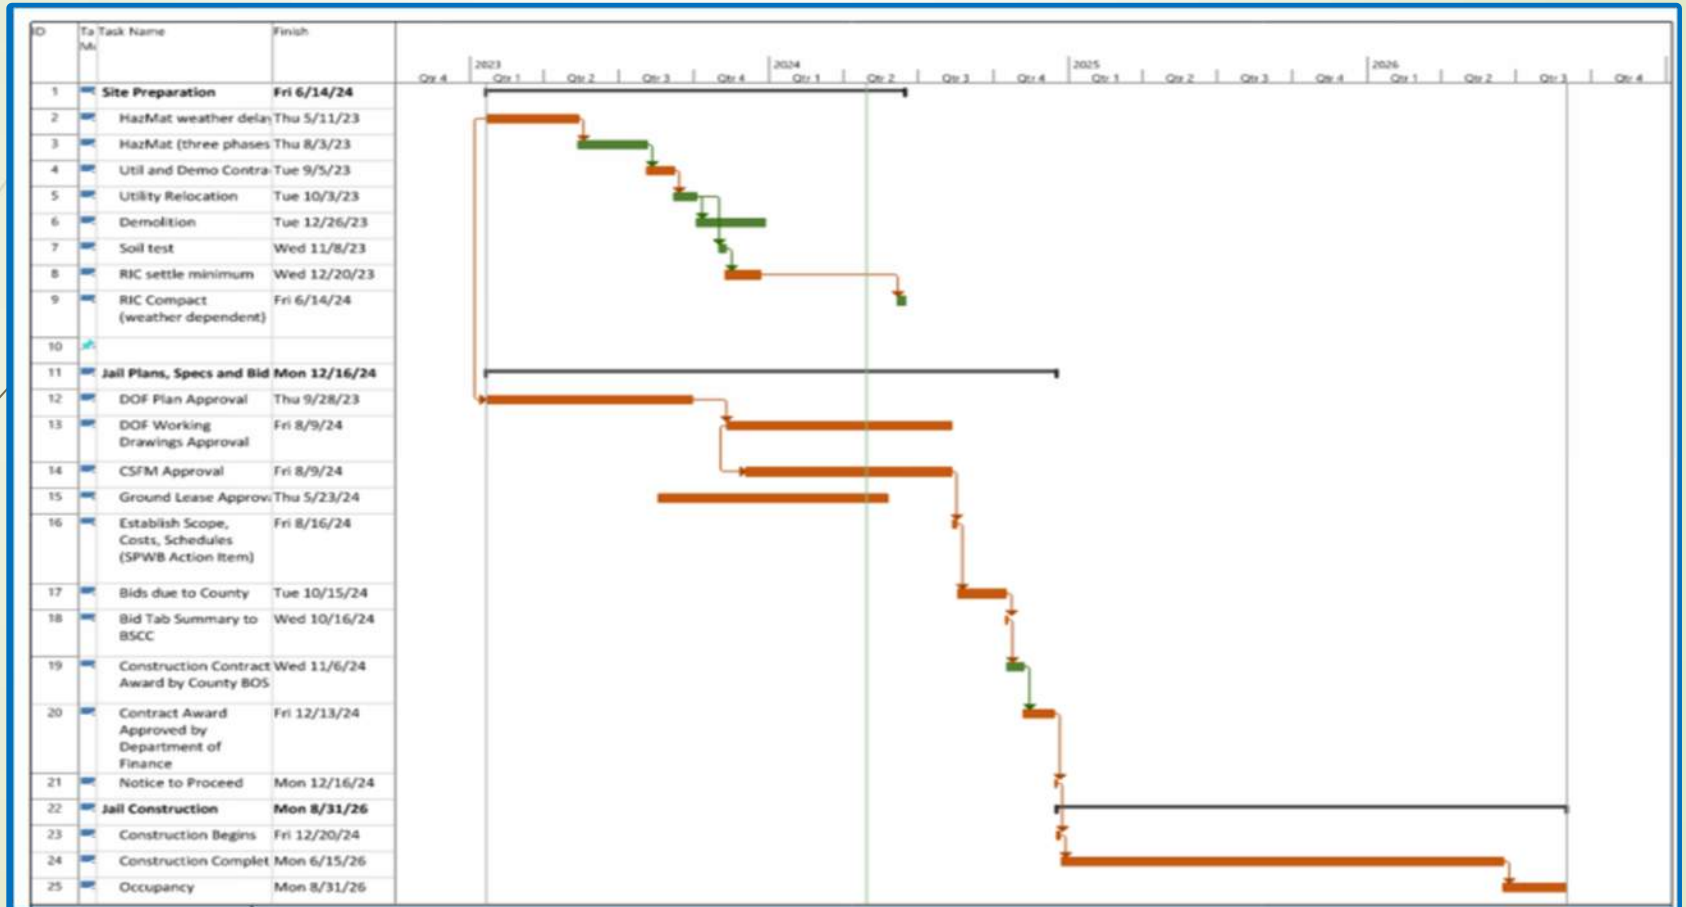 ID Ta Task Name Finish
M
2023 2024 2025 2026
Qtr 4 Qtr 1 Qtr 2 Qtr 3 Qtr 4 Qtr 1 Qtr 2 Qtr 3 Qtr 4 Qtr 1 Qtr 2 Qtr 3 Qtr 4 Qtr 1 Qtr 2 Qtr 3 Qtr 4
1 Site Preparation Fri 6/14/24
2 HazMat weather delay Thu 5/11/23
3 HazMat (three phases Thu 8/3/23
4 Util and Demo Contra Tue 9/5/23
5 Utility Relocation Tue 10/3/23
6 Demolition Tue 12/26/23
7 Soil test Wed 11/8/23
8 RIC settle minimum Wed 12/20/23
9 RIC Compact Fri 6/14/24
(weather dependent)
10
11 Jail Plans, Specs and Bid Mon 12/16/24
12 DOF Plan Approval Thu 9/28/23
13 DOF Working Fri 8/9/24
Drawings Approval
14 CSFM Approval Fri 8/9/24
15 Ground Lease Approv Thu 5/23/24
16 Establish Scope, Fri 8/16/24
Costs, Schedules
(SPWB Action Item)
17 Bids due to County Tue 10/15/24
18 Bid Tab Summary to Wed 10/16/24
BSCC
19 Construction Contract Wed 11/6/24
Award by County BOS
20 Contract Award Fri 12/13/24
Approved by
Department of
Finance
21 Notice to Proceed Mon 12/16/24
22 Jail Construction Mon 8/31/26
23 Construction Begins Fri 12/20/24
24 Construction Complet Mon 6/15/26
25 Occupancy Mon 8/31/26